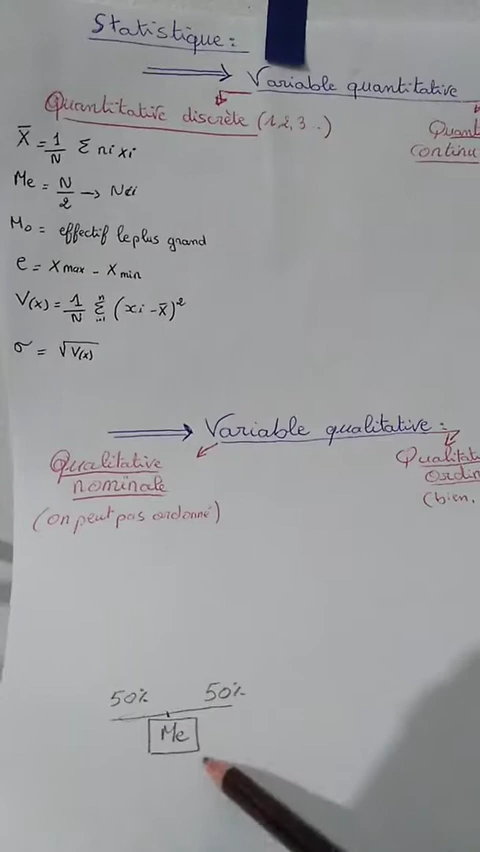 Statistique :
Variable quantitative
Quantitative discrète (1,2,3..)
Quant
continu
X̄ = 1/N Σ ni xi
Me = N/2 → N
Mo = effectif le plus grand
e = Xmax - Xmin
V(x) = 1/N Σ (xi - x̄)²
σ = √V(x)
Variable qualitative :
Qualitative
nominale
(on peut pas ordonné)
Qualitat
ordin
(bien,
50% 50%
Me